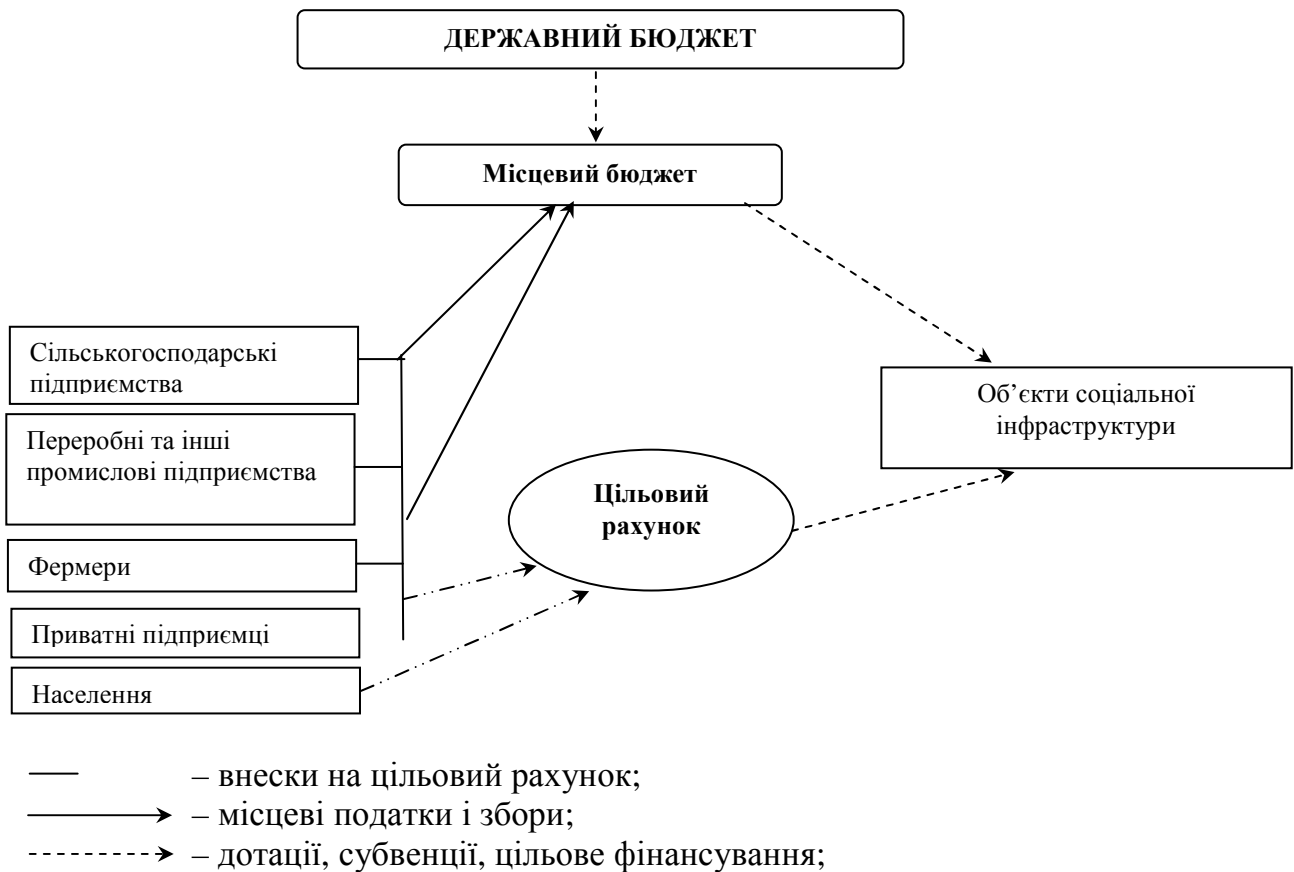 ДЕРЖАВНИЙ БЮДЖЕТ
Місцевий бюджет
Сільськогосподарські
підприємства
Переробні та інші
промислові підприємства
Фермери
Приватні підприємці
Населення
Цільовий
рахунок
Об’єкти соціальної
інфраструктури
– внески на цільовий рахунок;
– місцеві податки і збори;
– дотації, субвенції, цільове фінансування;